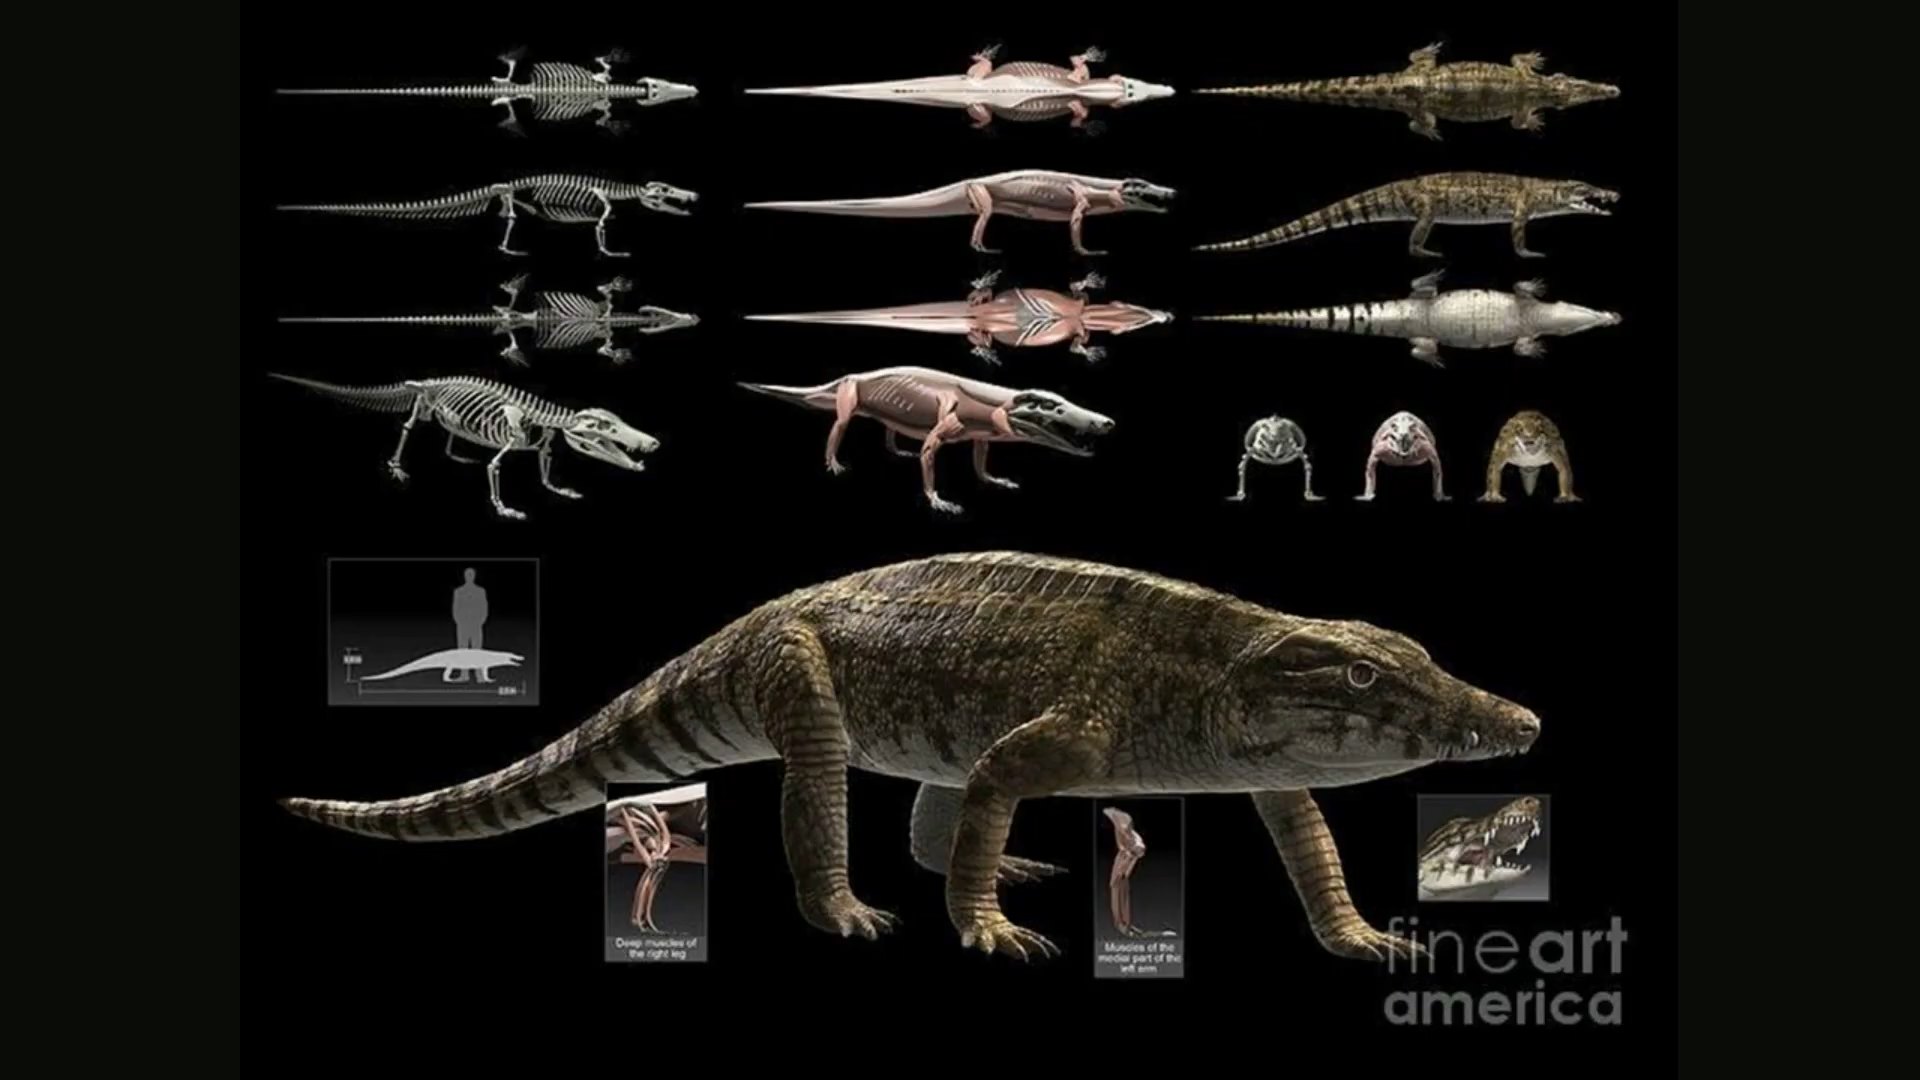 Deep muscles of
the right leg
Muscles of the
medial part of the
left arm
fineart
america